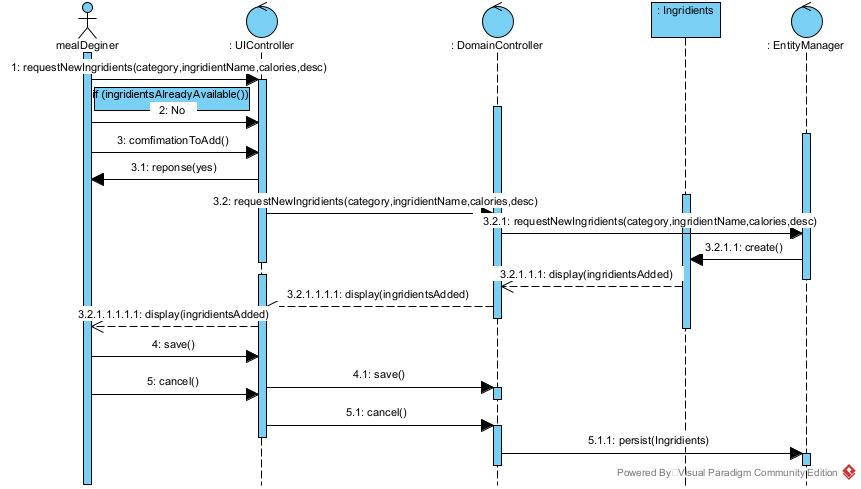 mealDeginer
: UIController
: DomainController
: Ingridients
: EntityManager
1: requestNewIngridients(category,ingridientName,calories,desc)
if (ingridientsAlreadyAvailable())
2: No
3: comfimationToAdd()
3.1: reponse(yes)
3.2: requestNewIngridients(category,ingridientName,calories,desc)
3.2.1: requestNewIngridients(category,ingridientName,calories,desc)
3.2.1.1: create()
3.2.1.1.1: display(ingridientsAdded)
3.2.1.1.1.1: display(ingridientsAdded)
3.2.1.1.1.1.1: display(ingridientsAdded)
4: save()
4.1: save()
5: cancel()
5.1: cancel()
5.1.1: persist(Ingridients)
Powered By Visual Paradigm Community Edition